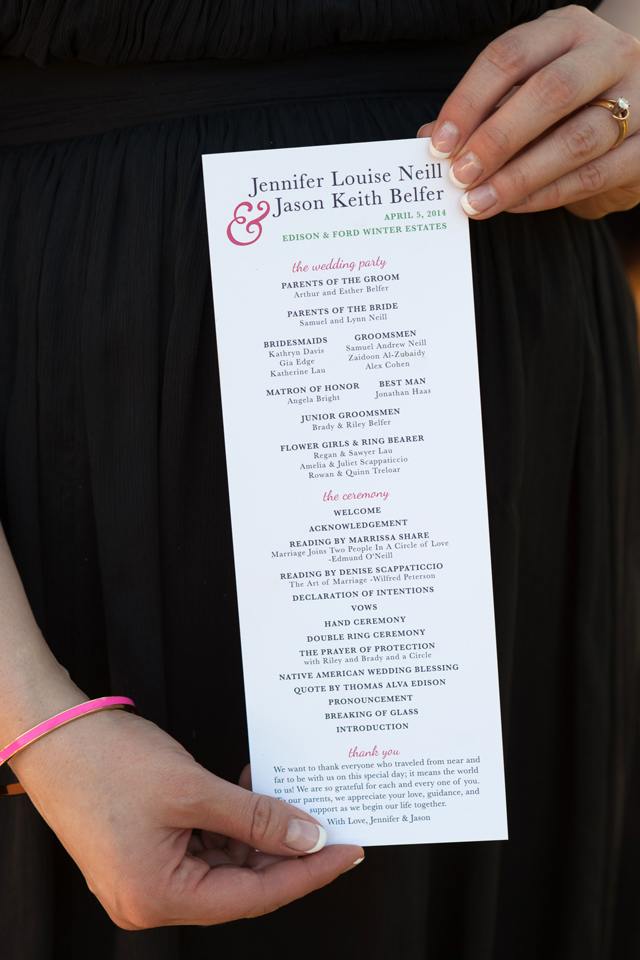 Jennifer Louise Neill
& Jason Keith Belfer
APRIL 5, 2014
EDISON & FORD WINTER ESTATES
the wedding party
PARENTS OF THE GROOM
Arthur and Esther Belfer
PARENTS OF THE BRIDE
Samuel and Lynn Neill
BRIDESMAIDS
Kathryn Davis
Gia Edge
Katherine Lau
GROOMSMEN
Samuel Andrew Neill
Zaidoon Al-Zubaidy
Alex Cohen
MATRON OF HONOR
Angela Bright
BEST MAN
Jonathan Haas
JUNIOR GROOMSMEN
Brady & Riley Belfer
FLOWER GIRLS & RING BEARER
Regan & Sawyer Lau
Amelia & Juliet Scappaticcio
Rowan & Quinn Treloar
the ceremony
WELCOME
ACKNOWLEDGEMENT
READING BY MARRISSA SHARE
Marriage Joins Two People In A Circle of Love
-Edmund O'Neill
READING BY DENISE SCAPPATICCIO
The Art of Marriage -Wilfred Peterson
DECLARATION OF INTENTIONS
VOWS
HAND CEREMONY
DOUBLE RING CEREMONY
THE PRAYER OF PROTECTION
with Riley and Brady and a Circle
NATIVE AMERICAN WEDDING BLESSING
QUOTE BY THOMAS ALVA EDISON
PRONOUNCEMENT
BREAKING OF GLASS
INTRODUCTION
thank you
We want to thank everyone who traveled from near and
far to be with us on this special day; it means the world
to us! We are so grateful for each and every one of you.
To our parents, we appreciate your love, guidance, and
support as we begin our life together.
With Love, Jennifer & Jason